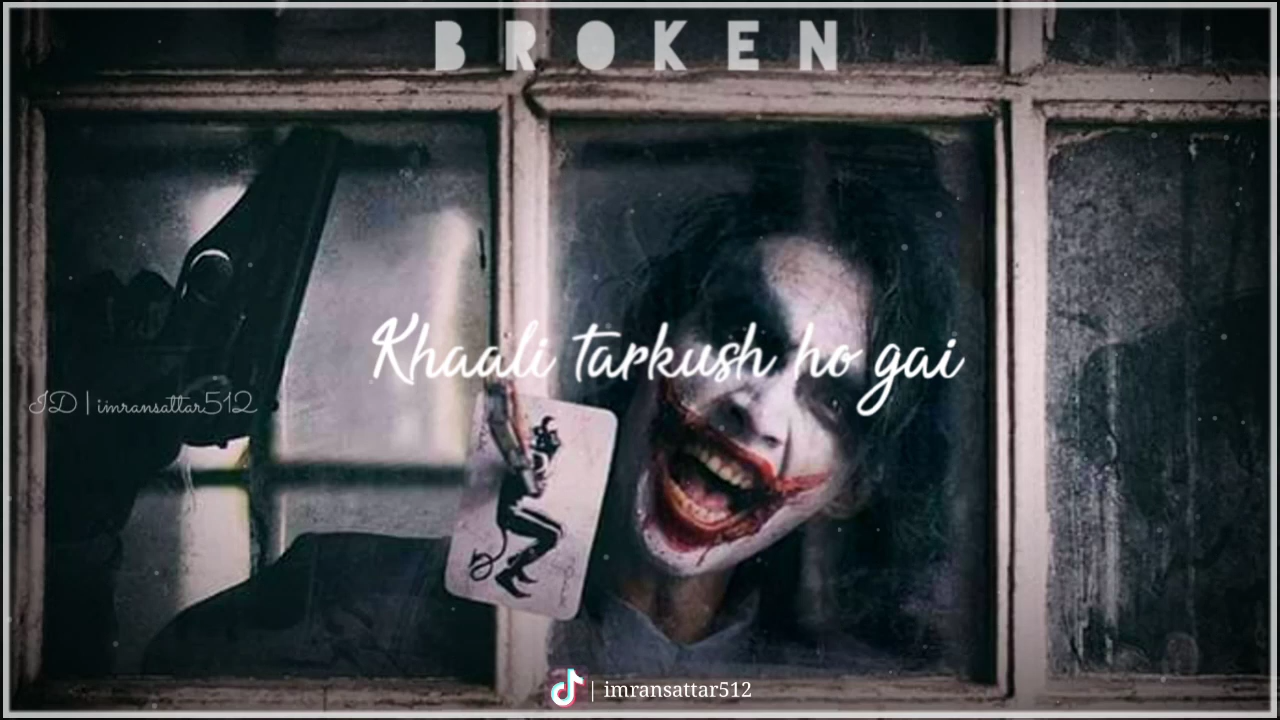 BROKEN
Khaali tarkush ho gai
ID | imransattar512
| imransattar512